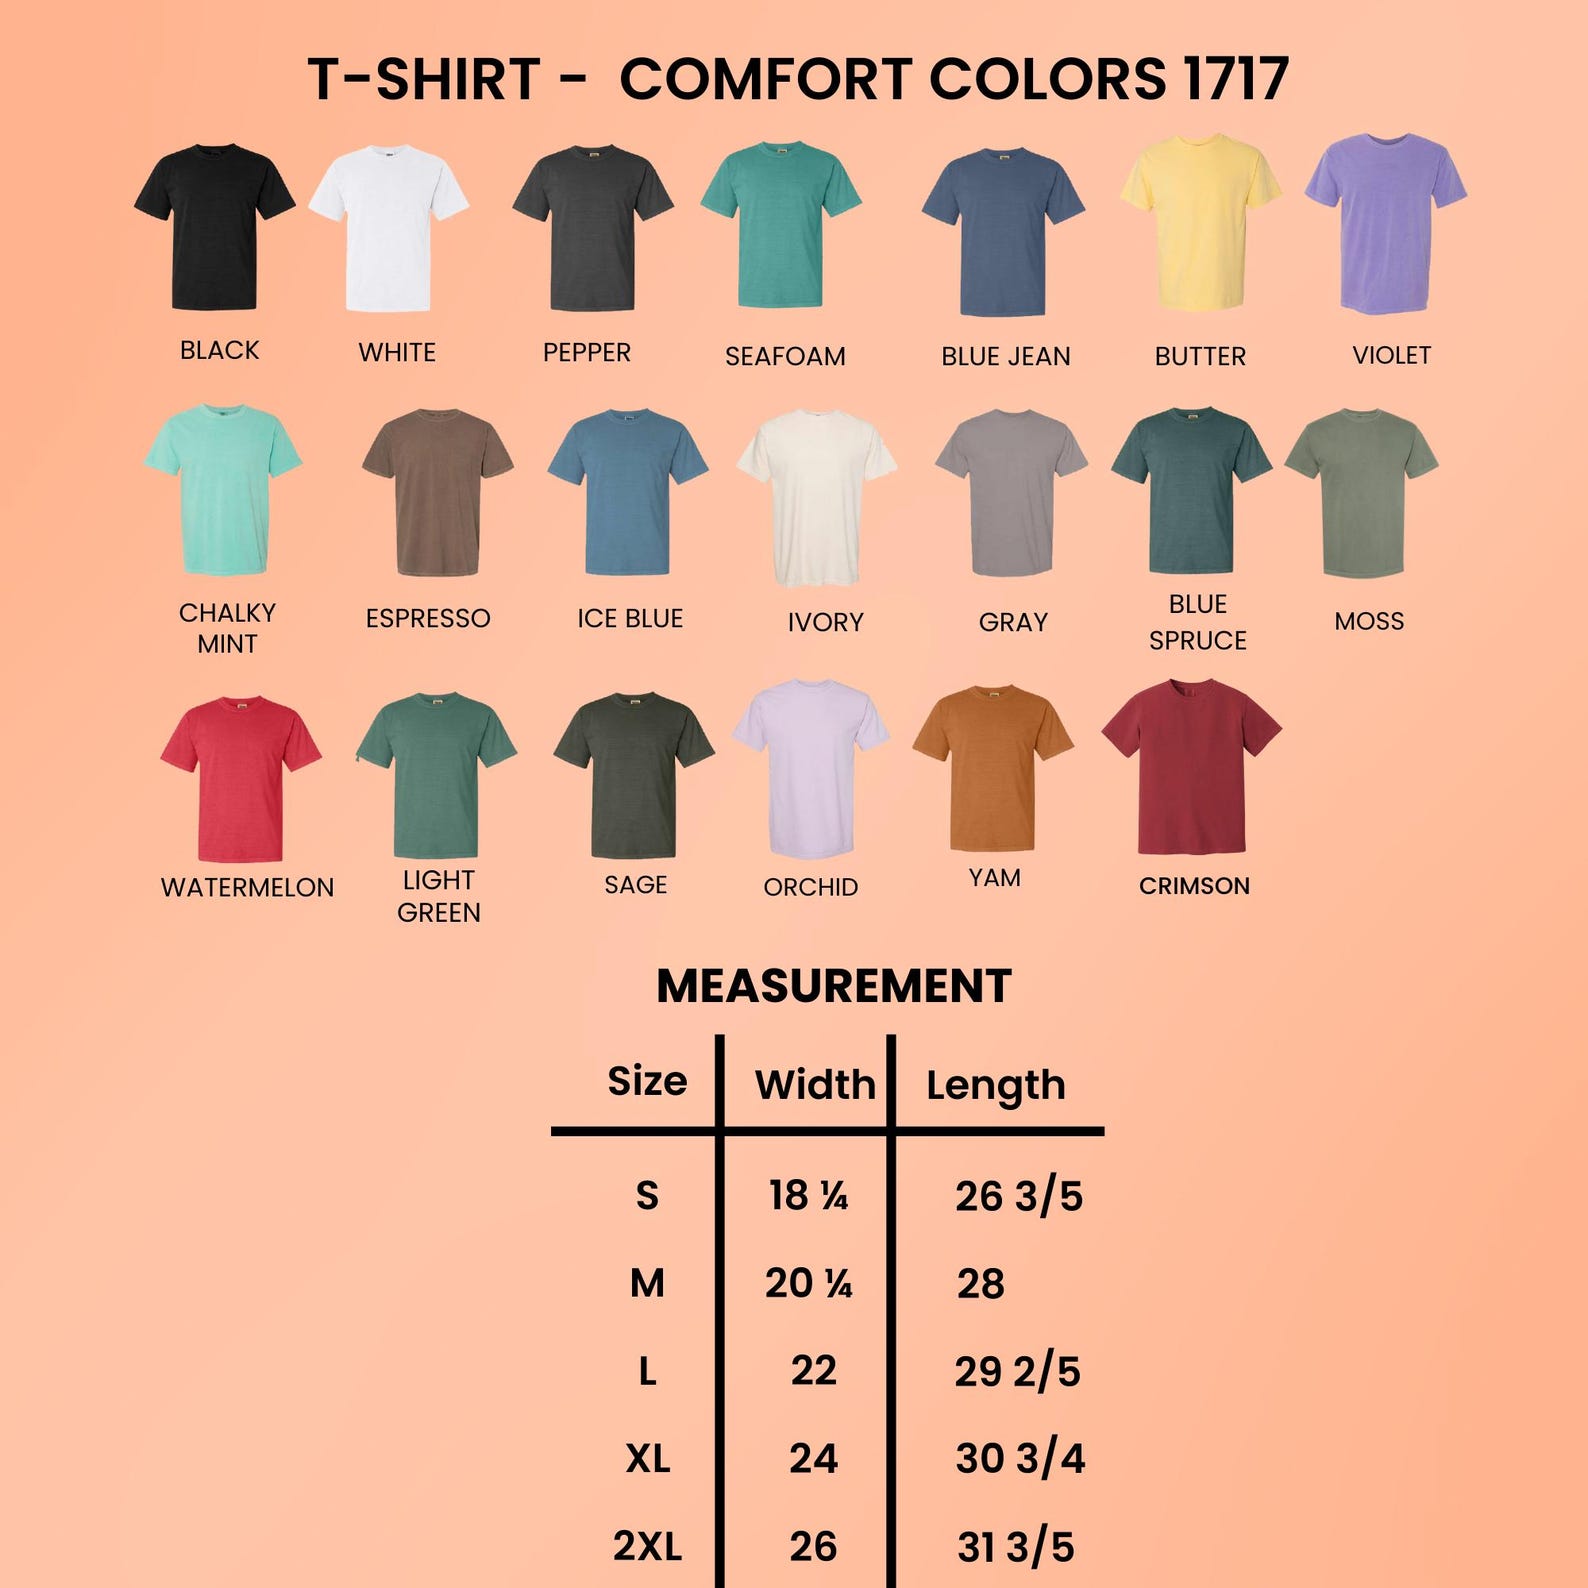 T-SHIRT - COMFORT COLORS 1717
BLACK
WHITE
PEPPER
SEAFOAM
BLUE JEAN
BUTTER
VIOLET
CHALKY
MINT
ESPRESSO
ICE BLUE
IVORY
GRAY
BLUE
SPRUCE
MOSS
WATERMELON
LIGHT
GREEN
SAGE
ORCHID
YAM
CRIMSON
MEASUREMENT
Size Width Length
S 18 ¼ 26 3/5
M 20 ¼ 28
L 22 29 2/5
XL 24 30 3/4
2XL 26 31 3/5